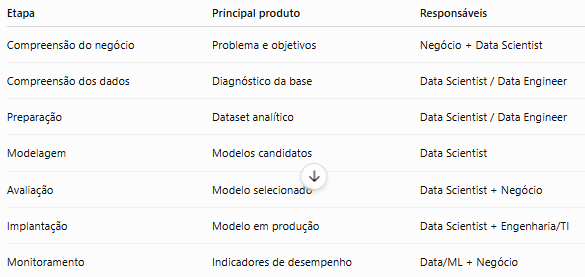 Etapa Principal produto Responsáveis
Compreensão do negócio Problema e objetivos Negócio + Data Scientist
Compreensão dos dados Diagnóstico da base Data Scientist / Data Engineer
Preparação Dataset analítico Data Scientist / Data Engineer
Modelagem Modelos candidatos Data Scientist
Avaliação Modelo selecionado Data Scientist + Negócio
Implantação Modelo em produção Data Scientist + Engenharia/TI
Monitoramento Indicadores de desempenho Data/ML + Negócio